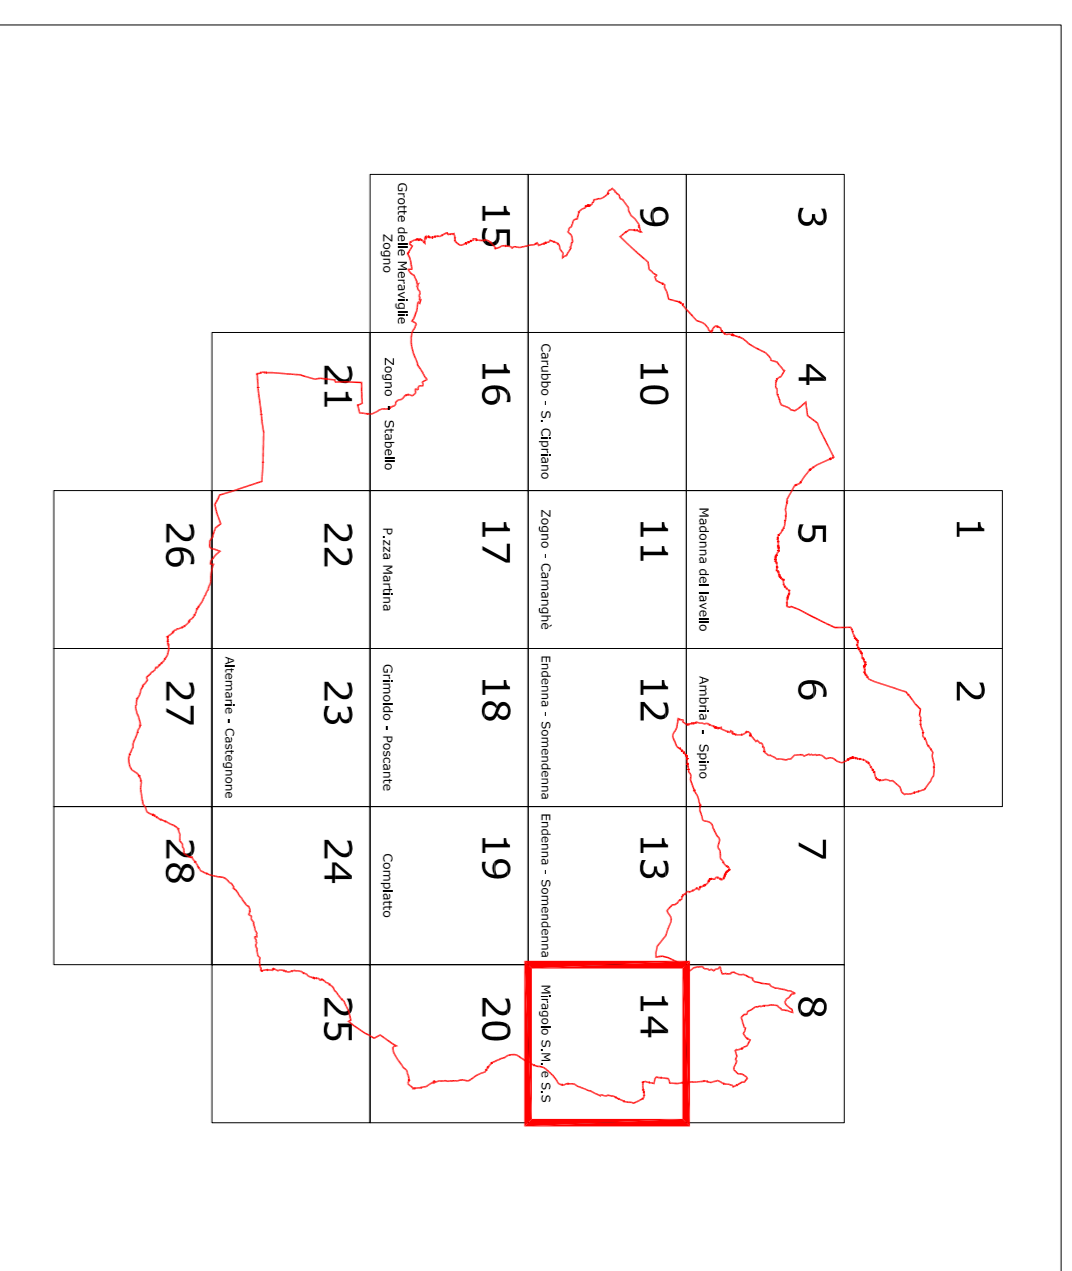 1
2
3
4
5
Madonna del lavello
6
Ambria - Spino
7
8
9
10
Carubbo - S. Cipriano
11
Zogno - Camanghè
12
Endenna - Somendenna
13
Endenna - Somendenna
14
Miragolo S.M. e S.S
15
Grotte delle Meraviglie
Zogno
16
Zogno - Stabello
17
P.zza Martina
18
Grimoldo - Poscante
19
Complatto
20
21
22
23
Altemarie - Castegnone
24
25
26
27
28